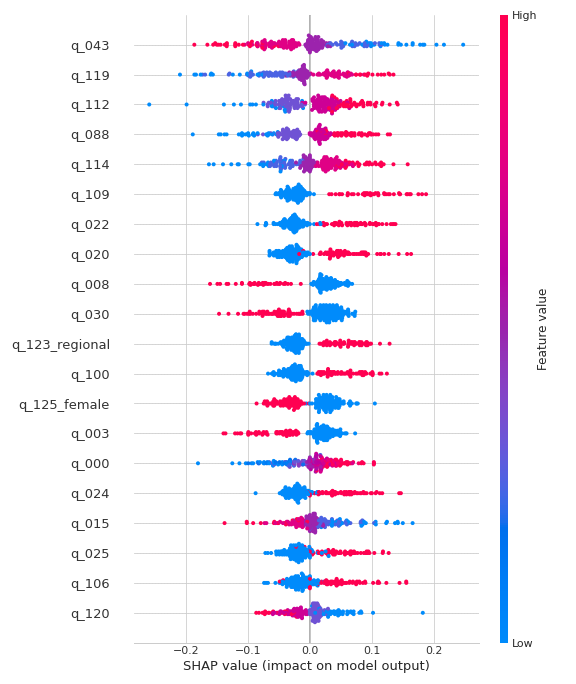 High
q_043
q_119
q_112
q_088
q_114
q_109
q_022
q_020
q_008
q_030
q_123_regional
q_100
q_125_female
q_003
q_000
q_024
q_015
q_025
q_106
q_120
Feature value
Low
−0.2 −0.1 0.0 0.1 0.2
SHAP value (impact on model output)